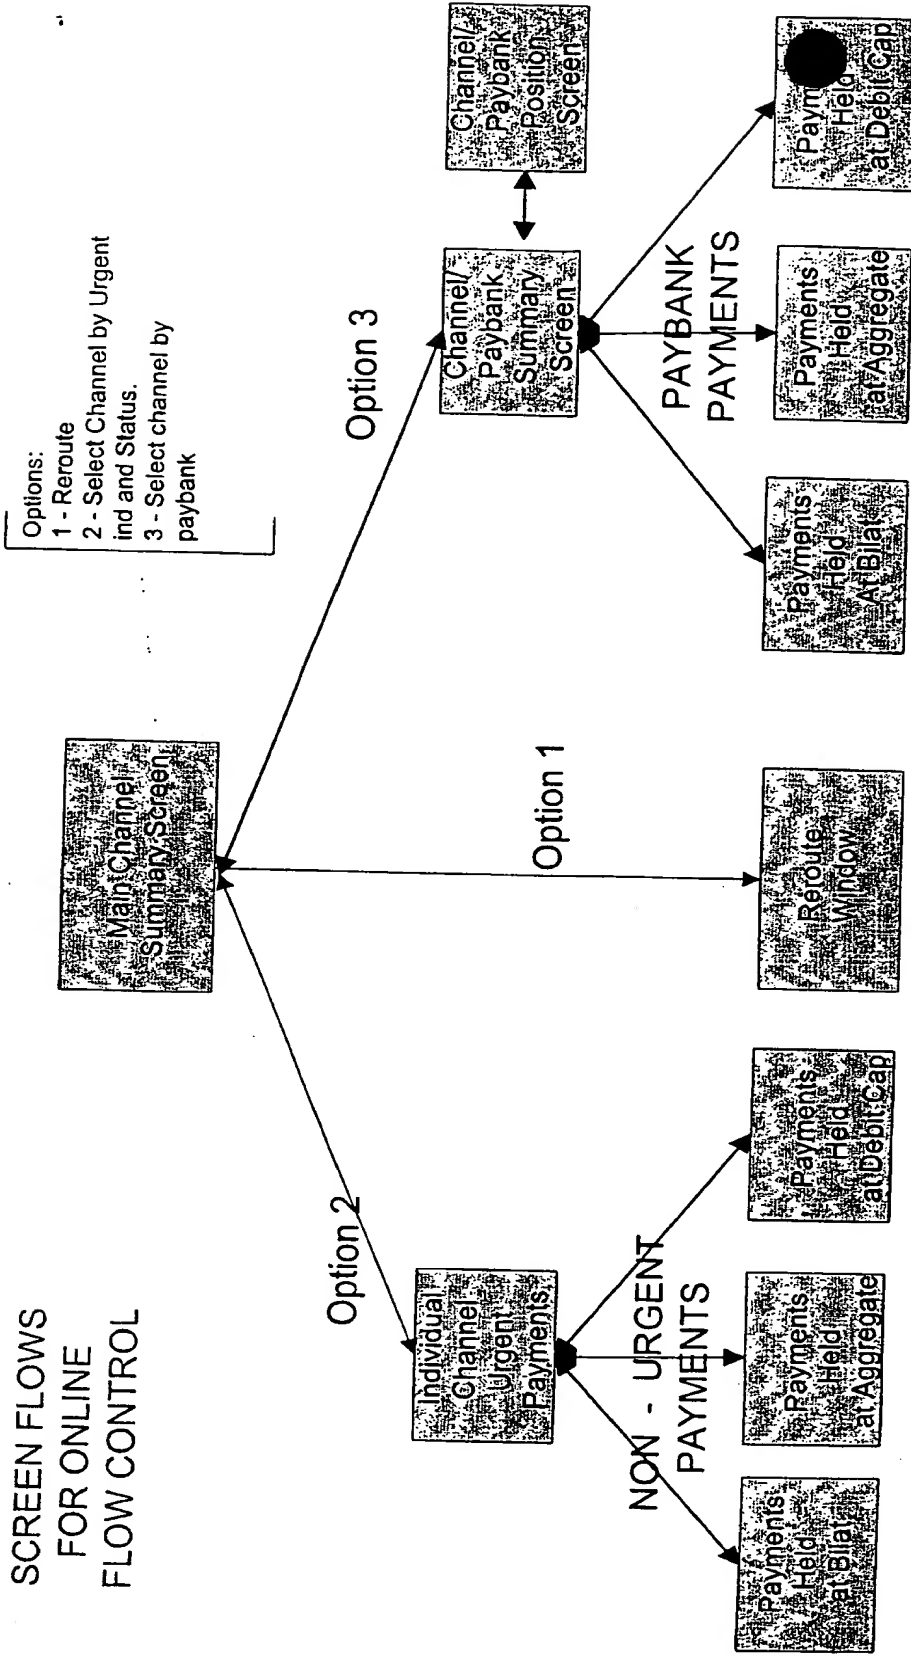 SCREEN FLOWS
FOR ONLINE
FLOW CONTROL
Options:
1 - Reroute
2 - Select Channel by Urgent
ind and Status.
3 - Select channel by
paybank
Main Channel
Summary Screen
Option 2
Option 1
Option 3
Individual
Channel
Urgent
Payments,
Channel/
Paybank
Summary
Screen
Channel/
Paybank
Position
Screen
NON - URGENT
PAYMENTS
PAYBANK
PAYMENTS
Payments
Held
at Bilat
Payments
Held
at Aggregate
Payments
Held
at Debit Cap
Reroute
Window
Payments
Held
At Bilat
Payments
Held
at Aggregate
Paym
Held
at Debit Cap